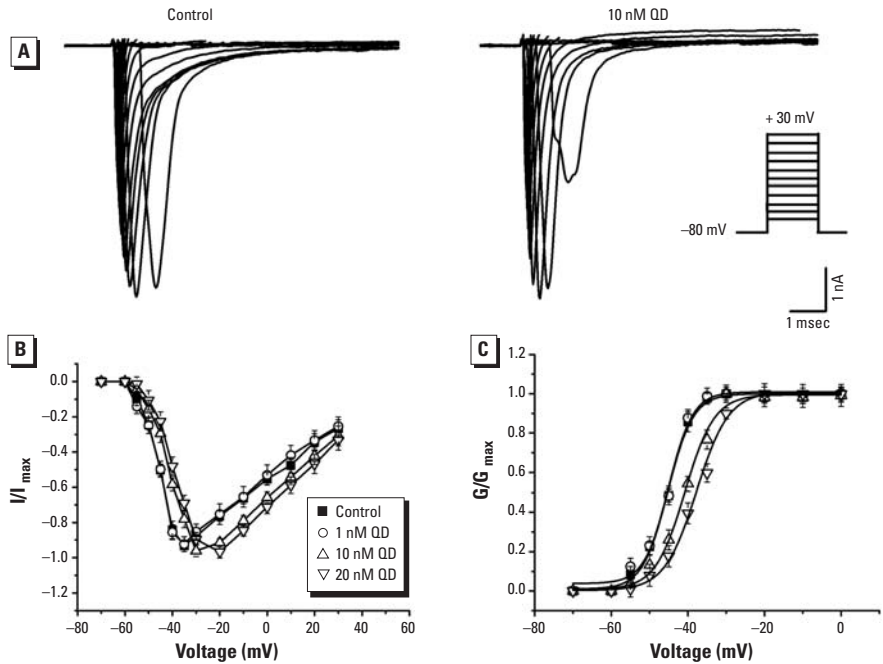 Control
10 nM QD
A
+ 30 mV
−80 mV
1 nA
1 msec
B
0.0
−0.2
−0.4
−0.6
−0.8
−1.0
−1.2
I/I max
−80
−60
−40
−20
0
20
40
60
Voltage (mV)
Control
1 nM QD
10 nM QD
20 nM QD
C
1.2
1.0
0.8
0.6
0.4
0.2
0.0
G/G max
−80
−60
−40
−20
0
Voltage (mV)